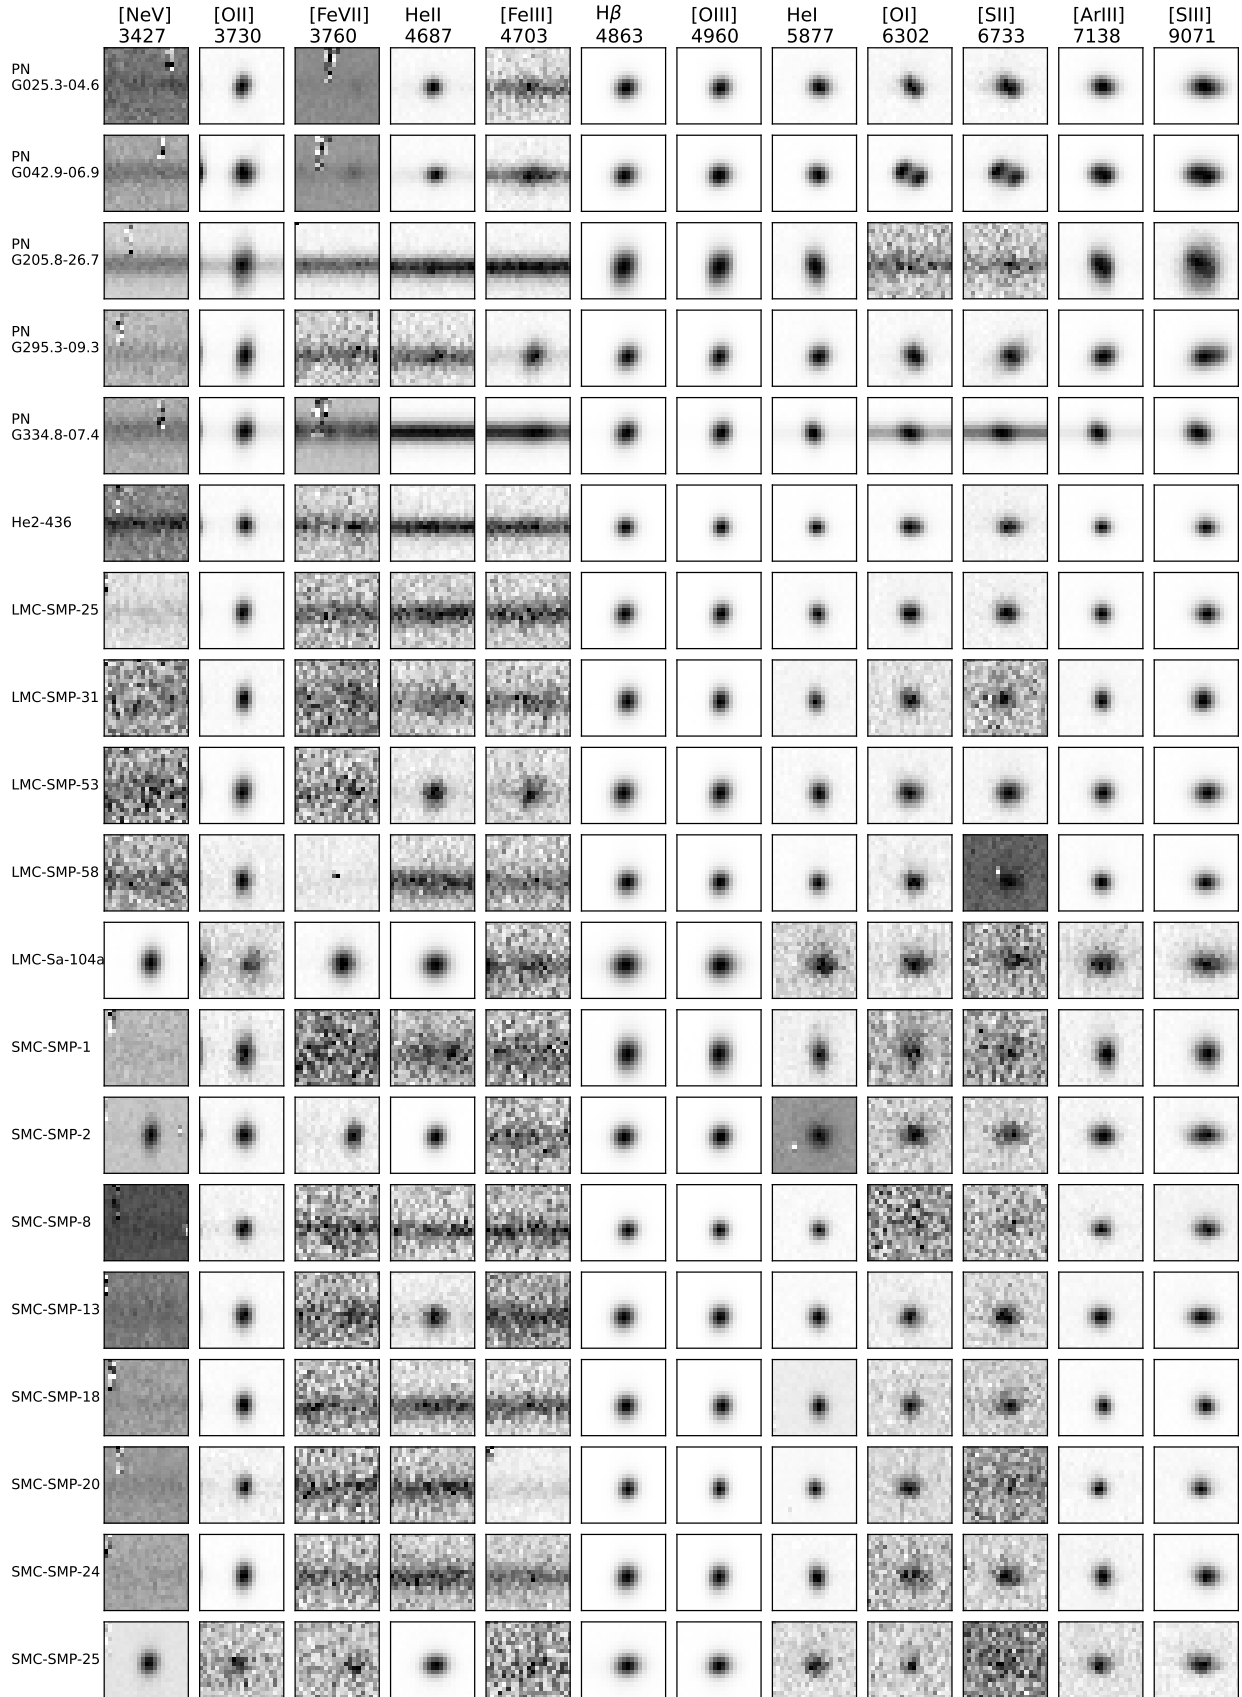 [NeV] [OII] [FeVII] HeII [FeIII] Hβ [OIII] HeI [OI] [SII] [ArIII] [SIII]
3427 3730 3760 4687 4703 4863 4960 5877 6302 6733 7138 9071
PN
G025.3-04.6
PN
G042.9-06.9
PN
G205.8-26.7
PN
G295.3-09.3
PN
G334.8-07.4
He2-436
LMC-SMP-25
LMC-SMP-31
LMC-SMP-53
LMC-SMP-58
LMC-Sa-104a
SMC-SMP-1
SMC-SMP-2
SMC-SMP-8
SMC-SMP-13
SMC-SMP-18
SMC-SMP-20
SMC-SMP-24
SMC-SMP-25